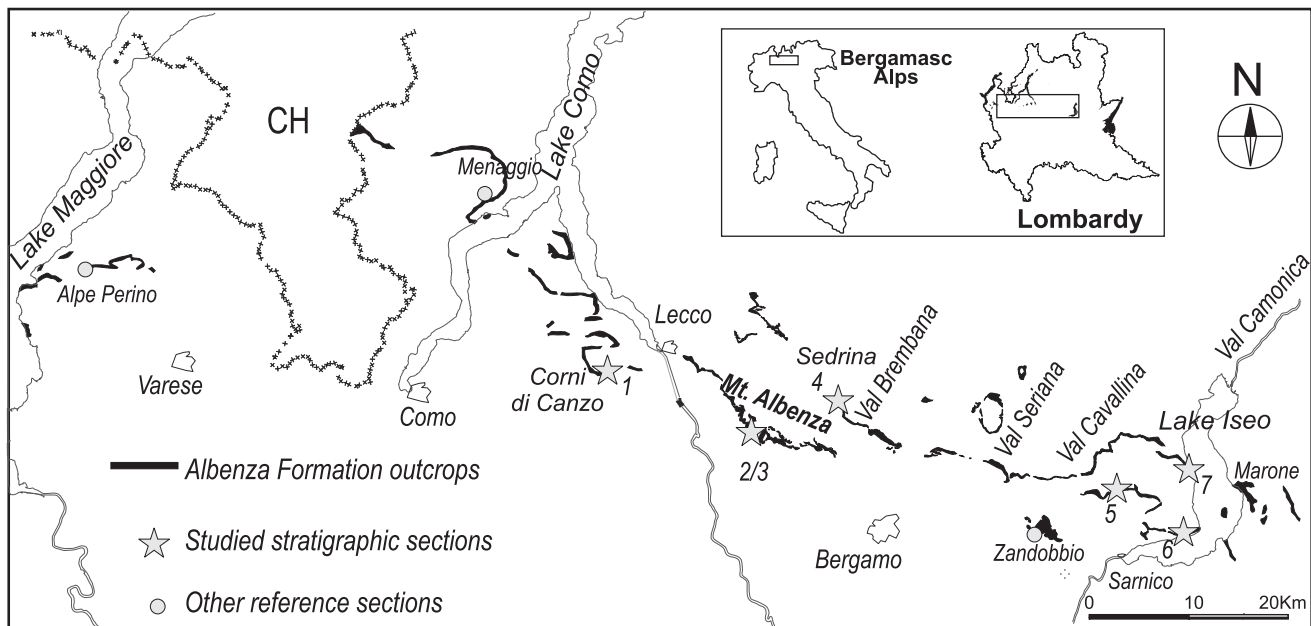 CH
Lake Como
Bergamasc
Alps
N
Lake Maggiore
Menaggio
Lombardy
Alpe Perino
Lecco
Val Camonica
Varese
Corni
di Canzo
1
Como
Sedrina
4
Val Brembana
Mt. Albenza
2/3
Val Seriana
Val Cavallina
Lake Iseo
7
Marone
5
6
Albenza Formation outcrops
Studied stratigraphic sections
Other reference sections
Bergamo
Zandobbio
Sarnico
0 10 20Km